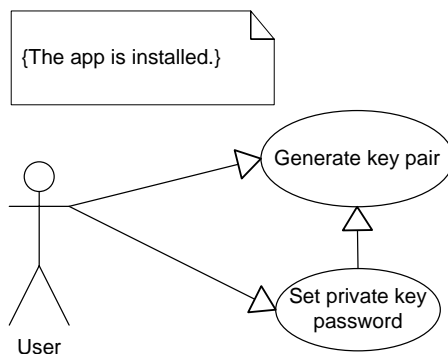 {The app is installed.}
Generate key pair
Set private key
password
User